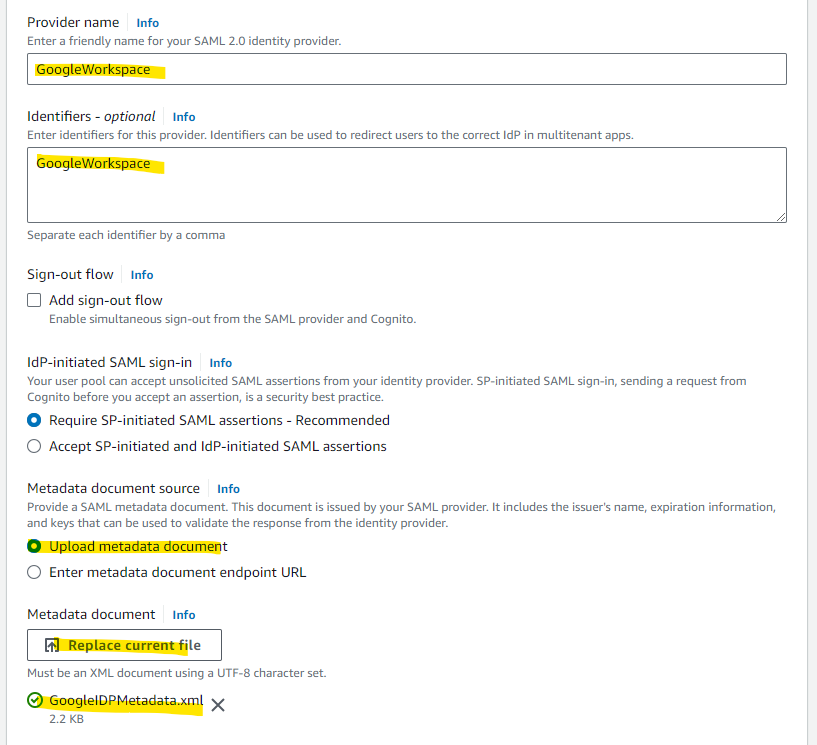 Provider name Info
Enter a friendly name for your SAML 2.0 identity provider.
GoogleWorkspace
Identifiers - optional Info
Enter identifiers for this provider. Identifiers can be used to redirect users to the correct IdP in multitenant apps.
GoogleWorkspace
Separate each identifier by a comma
Sign-out flow Info
Add sign-out flow
Enable simultaneous sign-out from the SAML provider and Cognito.
IdP-initiated SAML sign-in Info
Your user pool can accept unsolicited SAML assertions from your identity provider. SP-initiated SAML sign-in, sending a request from
Cognito before you accept an assertion, is a security best practice.
Require SP-initiated SAML assertions - Recommended
Accept SP-initiated and IdP-initiated SAML assertions
Metadata document source Info
Provide a SAML metadata document. This document is issued by your SAML provider. It includes the issuer's name, expiration information,
and keys that can be used to validate the response from the identity provider.
Upload metadata document
Enter metadata document endpoint URL
Metadata document Info
Replace current file
Must be an XML document using a UTF-8 character set.
GoogleIDPMetadata.xml
2.2 KB